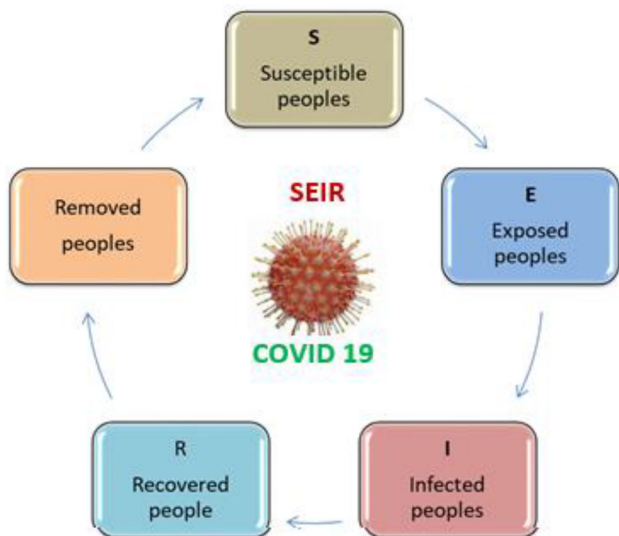 S
Susceptible
peoples
E
Exposed
peoples
I
Infected
peoples
R
Recovered
people
Removed
peoples
SEIR
COVID 19